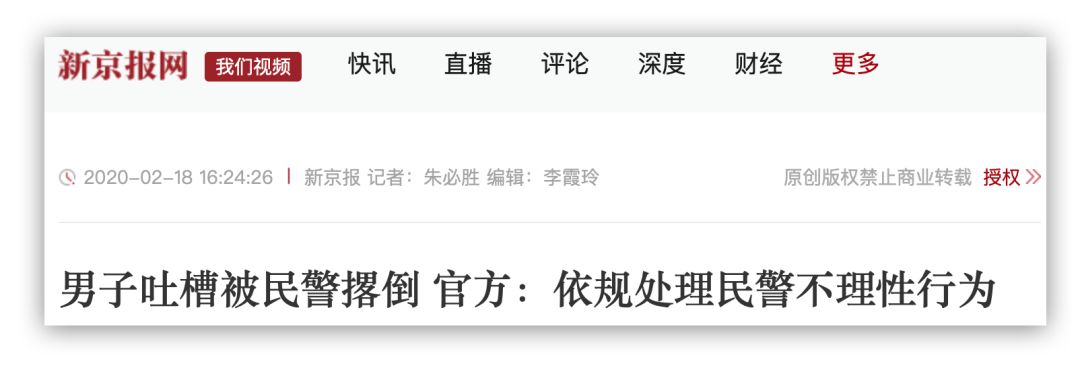 新京报网 我们视频 快讯 直播 评论 深度 财经 更多
2020-02-18 16:24:26 | 新京报 记者：朱必胜 编辑：李霞玲 原创版权禁止商业转载 授权 >>
男子吐槽被民警撂倒 官方：依规处理民警不理性行为